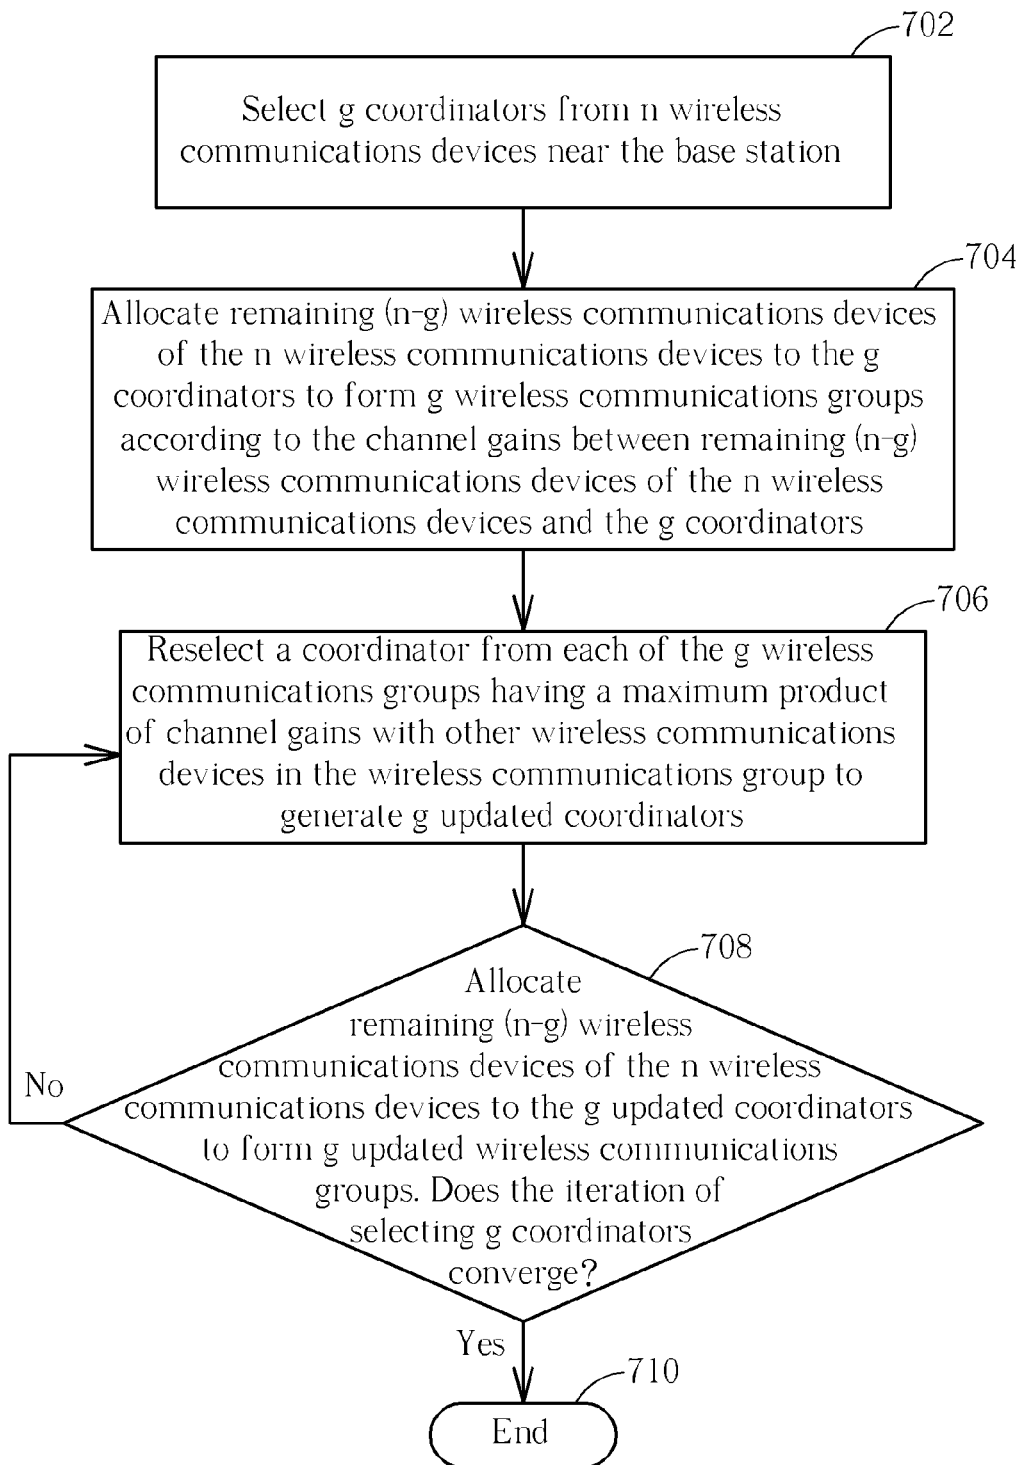 702
Select g coordinators from n wireless
communications devices near the base station
704
Allocate remaining (n-g) wireless communications devices
of the n wireless communications devices to the g
coordinators to form g wireless communications groups
according to the channel gains between remaining (n-g)
wireless communications devices of the n wireless
communications devices and the g coordinators
706
Reselect a coordinator from each of the g wireless
communications groups having a maximum product
of channel gains with other wireless communications
devices in the wireless communications group to
generate g updated coordinators
708
Allocate
remaining (n-g) wireless
communications devices of the n wireless
communications devices to the g updated coordinators
to form g updated wireless communications
groups. Does the iteration of
selecting g coordinators
converge?
No
Yes
710
End